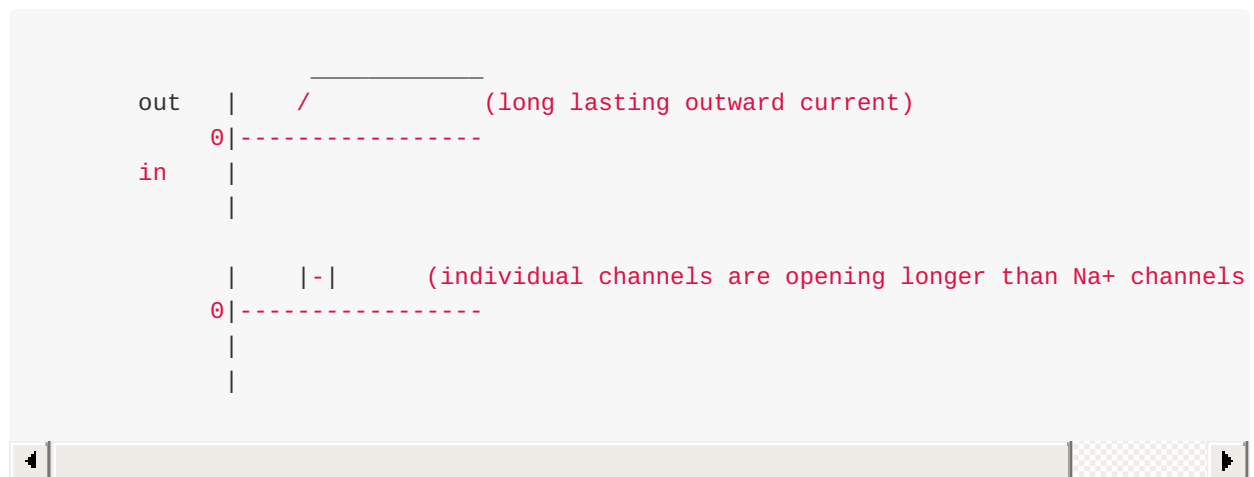 ____________
out | / (long lasting outward current)
0|-----------------
in |
|
| |-| (individual channels are opening longer than Na+ channels
0|-----------------
|
|